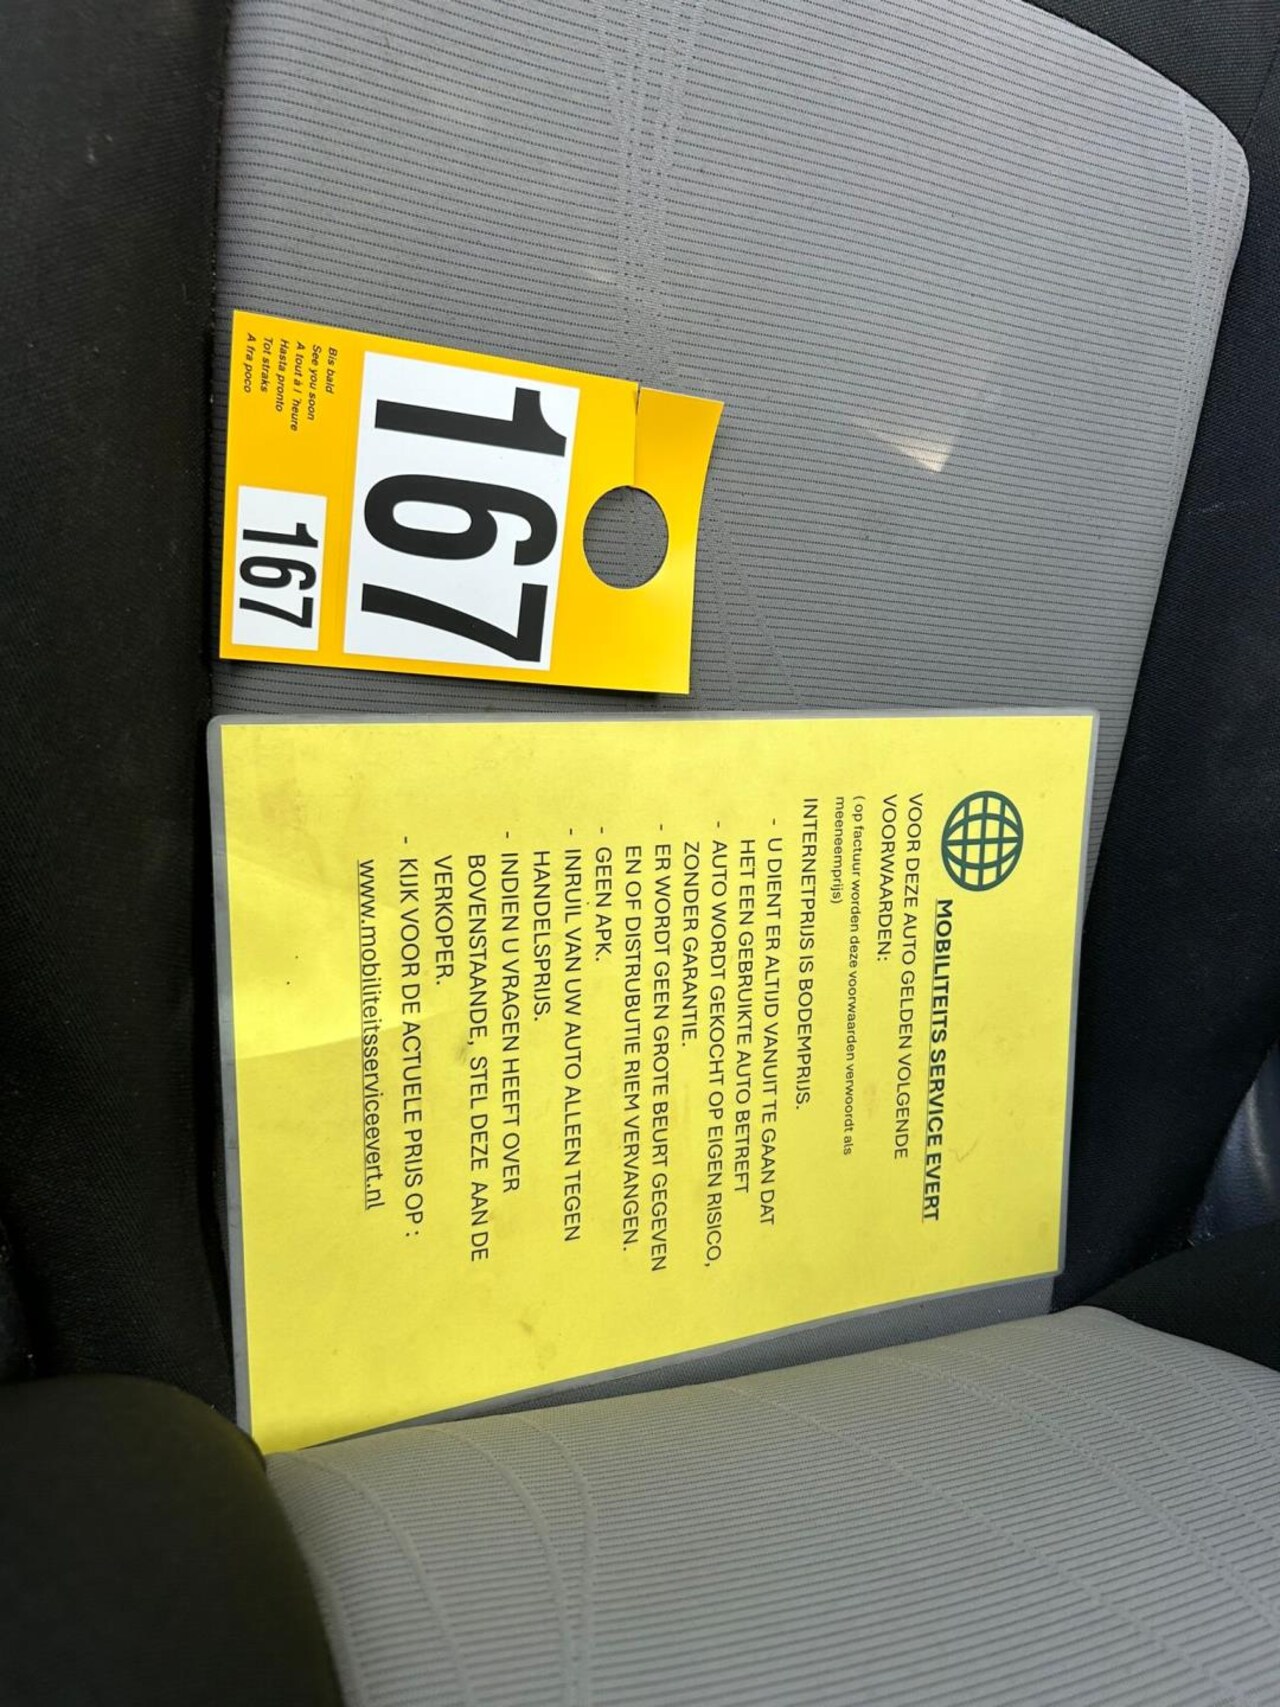 167
Bis bald
See you soon
A tout à l´heure
Hasta pronto
Tot straks
A fra poco
167
MOBILITEITS SERVICE EVERT
VOOR DEZE AUTO GELDEN VOLGENDE
VOORWAARDEN:
( op factuur worden deze voorwaarden verwoordt als
meeneemprijs)
INTERNETPRIJS IS BODEMPRIJS.
- U DIENT ER ALTIJD VANUIT TE GAAN DAT
HET EEN GEBRUIKTE AUTO BETREFT
- AUTO WORDT GEKOCHT OP EIGEN RISICO,
ZONDER GARANTIE.
- ER WORDT GEEN GROTE BEURT GEGEVEN
EN OF DISTRUBUTIE RIEM VERVANGEN.
- GEEN APK.
- INRUIL VAN UW AUTO ALLEEN TEGEN
HANDELSPRIJS.
- INDIEN U VRAGEN HEEFT OVER
BOVENSTAANDE, STEL DEZE AAN DE
VERKOPER.
- KIJK VOOR DE ACTUELE PRIJS OP :
www.mobiliteitsserviceevert.nl